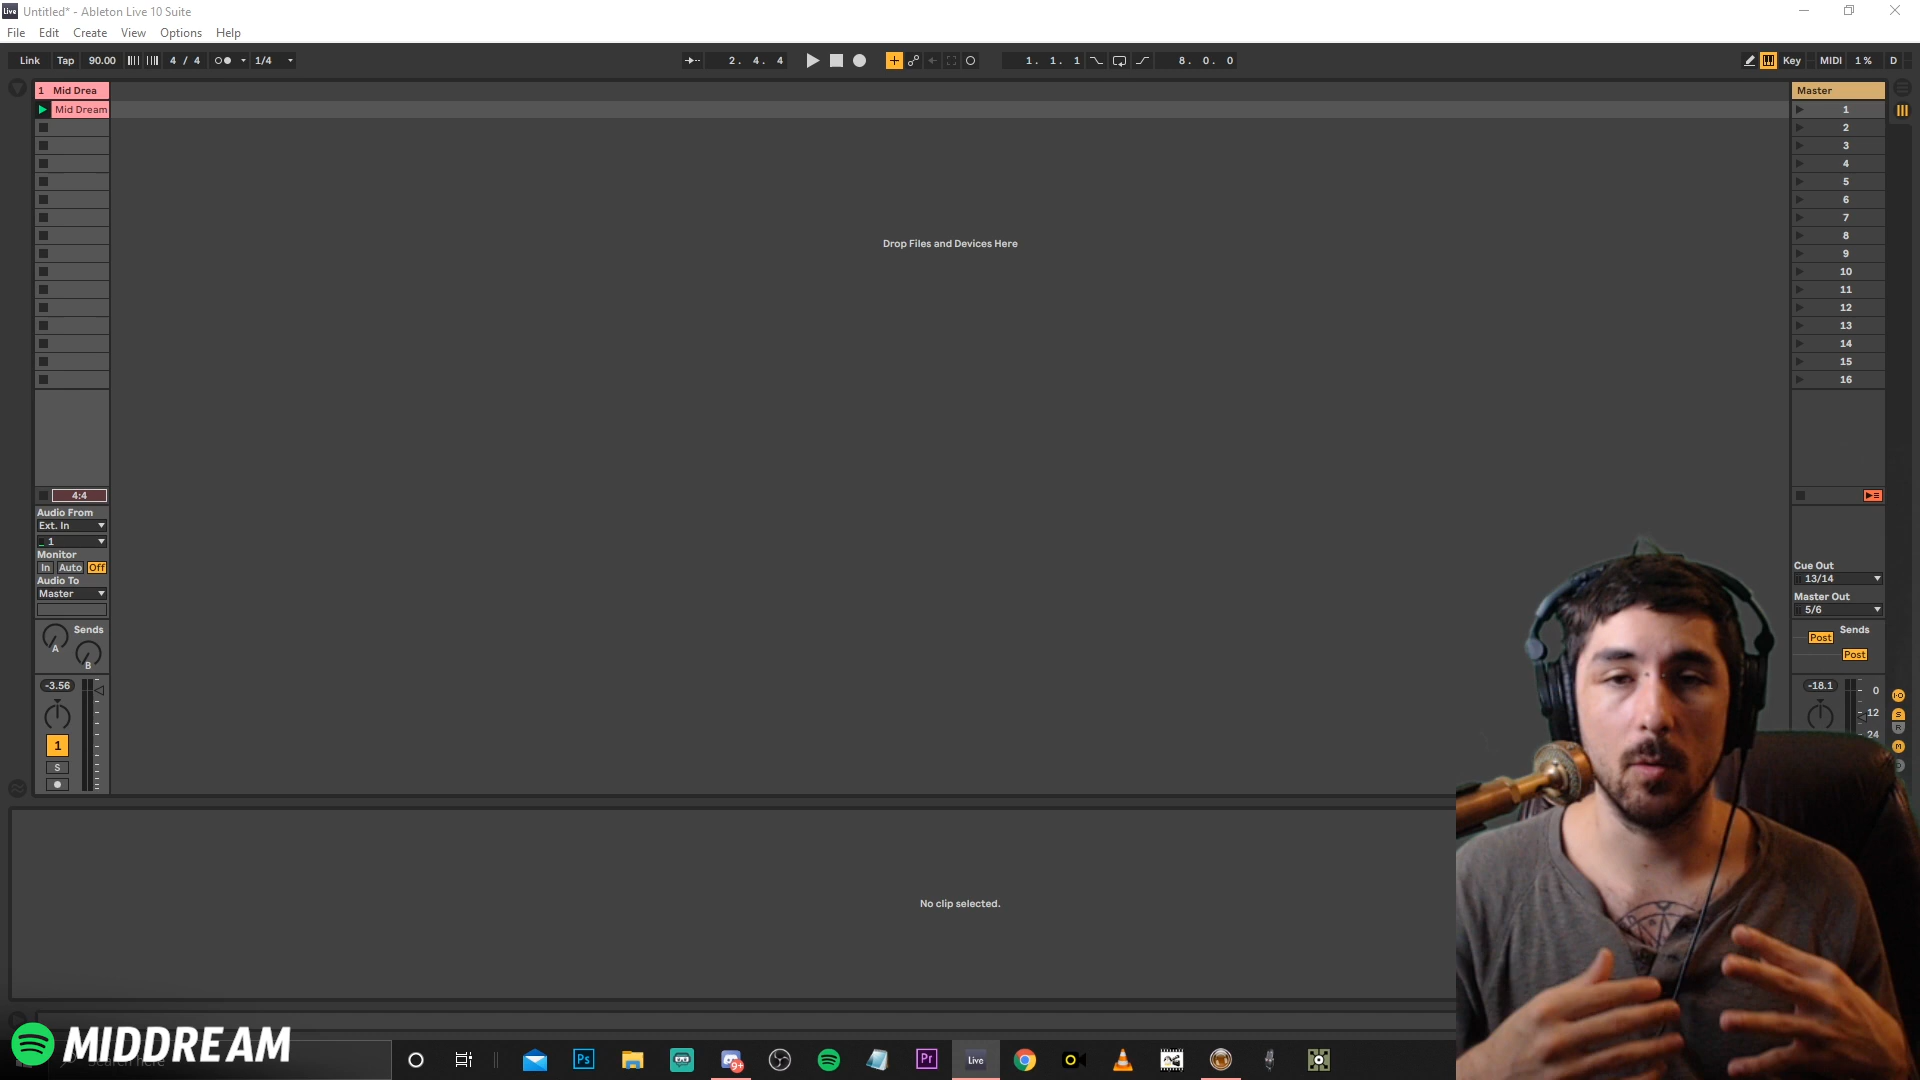 Untitled* - Ableton Live 10 Suite
File Edit Create View Options Help
Link Tap 90.00 4 / 4 1/4 2. 4. 4 1. 1. 1 8. 0. 0 Key MIDI 1 % D
1 Mid Drea
Mid Dream
Master
1
2
3
4
5
6
7
8
9
10
11
12
13
14
15
16
Drop Files and Devices Here
4:4
Audio From
Ext. In
1
Monitor
In Auto Off
Audio To
Master
Sends
A
B
-3.56
1
S
Cue Out
13/14
Master Out
5/6
Sends
Post
Post
-18.1
0
12
24
No clip selected.
MIDDREAM
Ps
9+
Pr
Live